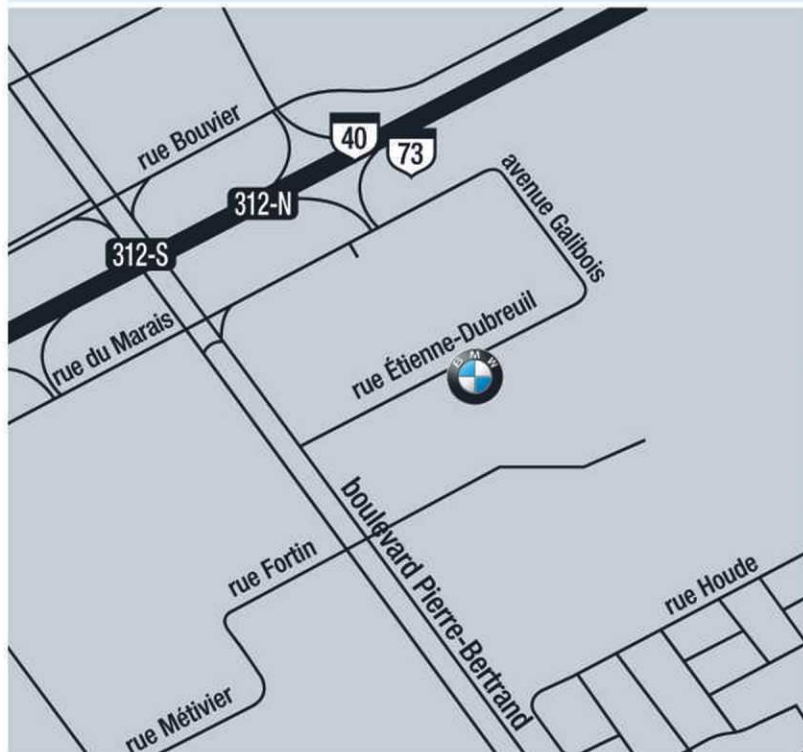 rue Bouvier
40
73
312-N
312-S
avenue Galibois
rue du Marais
rue Étienne-Dubreuil
BMW
boulevard Pierre-Bertrand
rue Fortin
rue Houde
rue Métivier